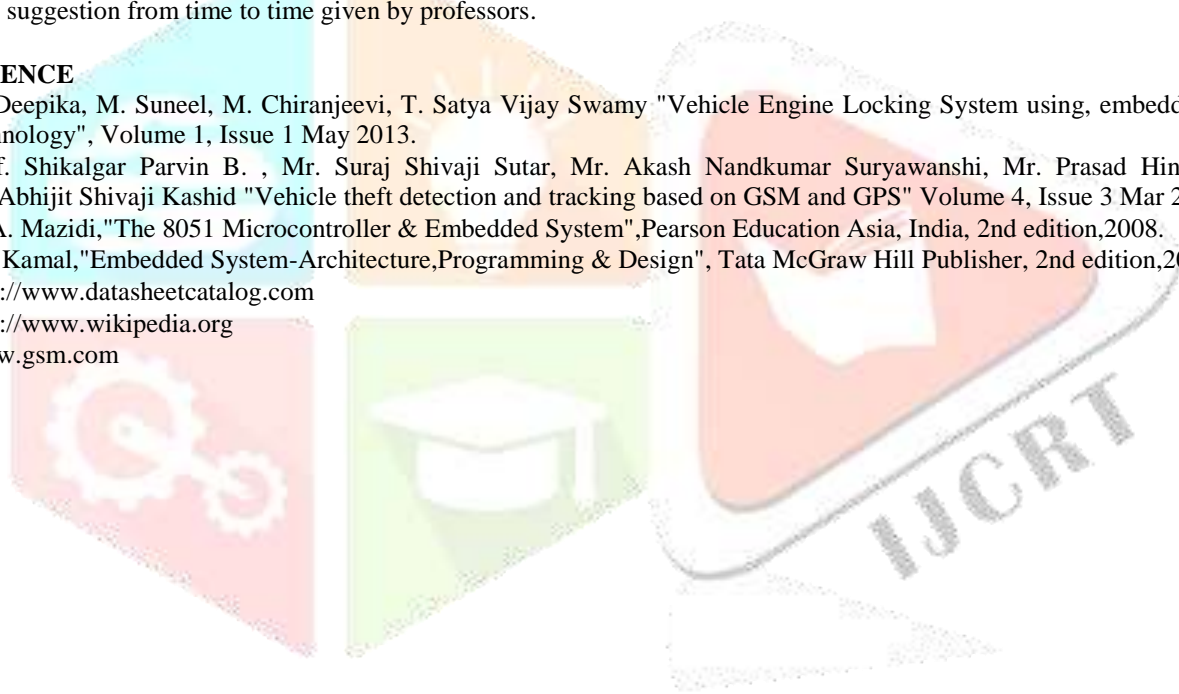 suggestion from time to time given by professors.
ENCE
Deepika, M. Suneel, M. Chiranjeevi, T. Satya Vijay Swamy "Vehicle Engine Locking System using, embedd
nology", Volume 1, Issue 1 May 2013.
f. Shikalgar Parvin B. , Mr. Suraj Shivaji Sutar, Mr. Akash Nandkumar Suryawanshi, Mr. Prasad Hin
Abhijit Shivaji Kashid "Vehicle theft detection and tracking based on GSM and GPS" Volume 4, Issue 3 Mar 2
A. Mazidi,"The 8051 Microcontroller & Embedded System",Pearson Education Asia, India, 2nd edition,2008.
Kamal,"Embedded System-Architecture,Programming & Design", Tata McGraw Hill Publisher, 2nd edition,20
://www.datasheetcatalog.com
://www.wikipedia.org
w.gsm.com
IJCRT